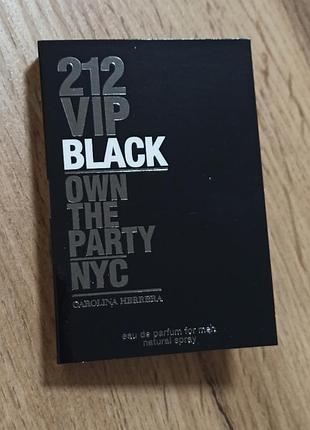 212
VIP
BLACK
OWN
THE
PARTY
NYC
CAROLINA HERRERA
eau de parfum for men
natural spray